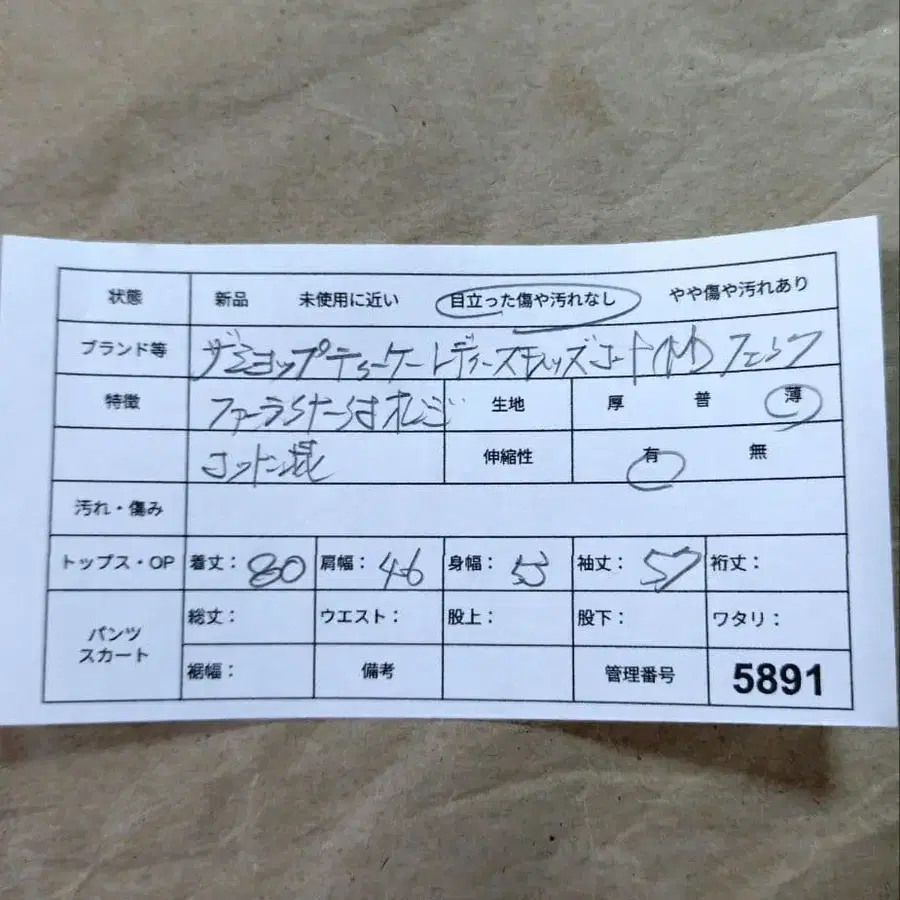 状態 新品 未使用に近い 目立った傷や汚れなし やや傷や汚れあり
ブランド等 ザショップティーケー レディースモッズコート(M)
特徴 ファーライナー付 オレンジ 生地 厚 普 薄
コットン混 伸縮性 有 無
汚れ・傷み
トップス・OP 着丈： 80 肩幅： 46 身幅： 53 袖丈： 57 裄丈：
パンツ スカート 総丈： ウエスト： 股上： 股下： ワタリ：
裾幅： 備考 管理番号 5891